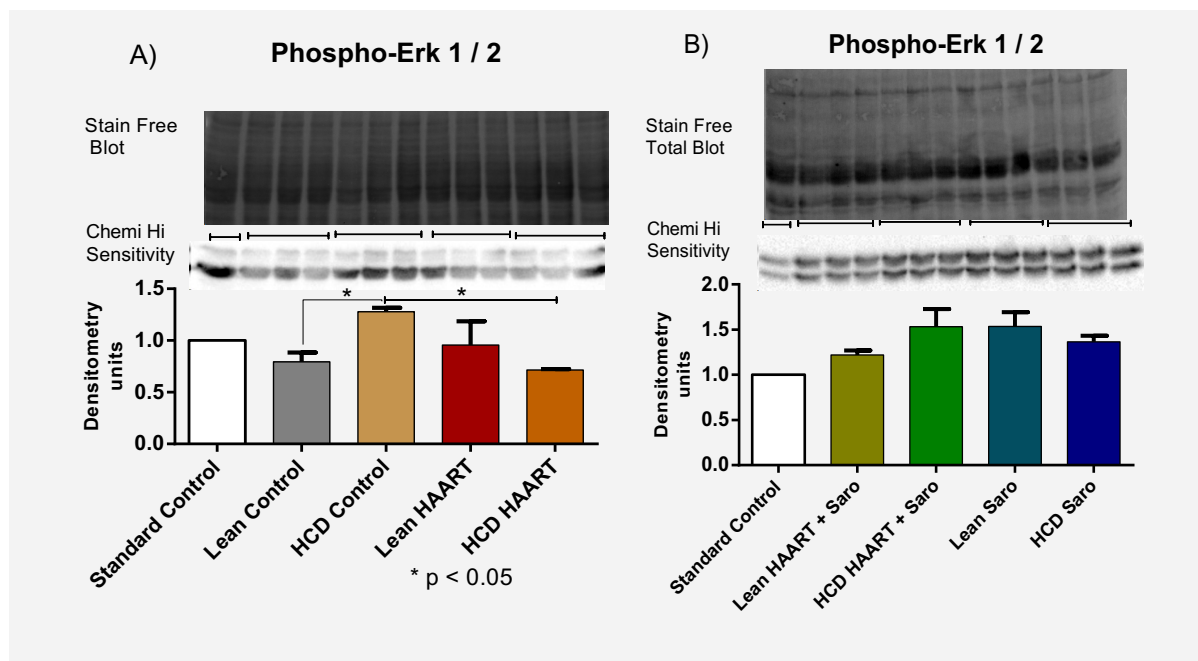 A)
Phospho-Erk 1 / 2
Stain Free
Blot
Chemi Hi
Sensitivity
* *
1.5
1.0
0.5
0.0
Densitometry
units
Standard Control
Lean Control
HCD Control
Lean HAART
HCD HAART
* p < 0.05
B)
Phospho-Erk 1 / 2
Stain Free
Total Blot
Chemi Hi
Sensitivity
2.0
1.5
1.0
0.5
0.0
Densitometry
units
Standard Control
Lean HAART + Saro
HCD HAART + Saro
Lean Saro
HCD Saro